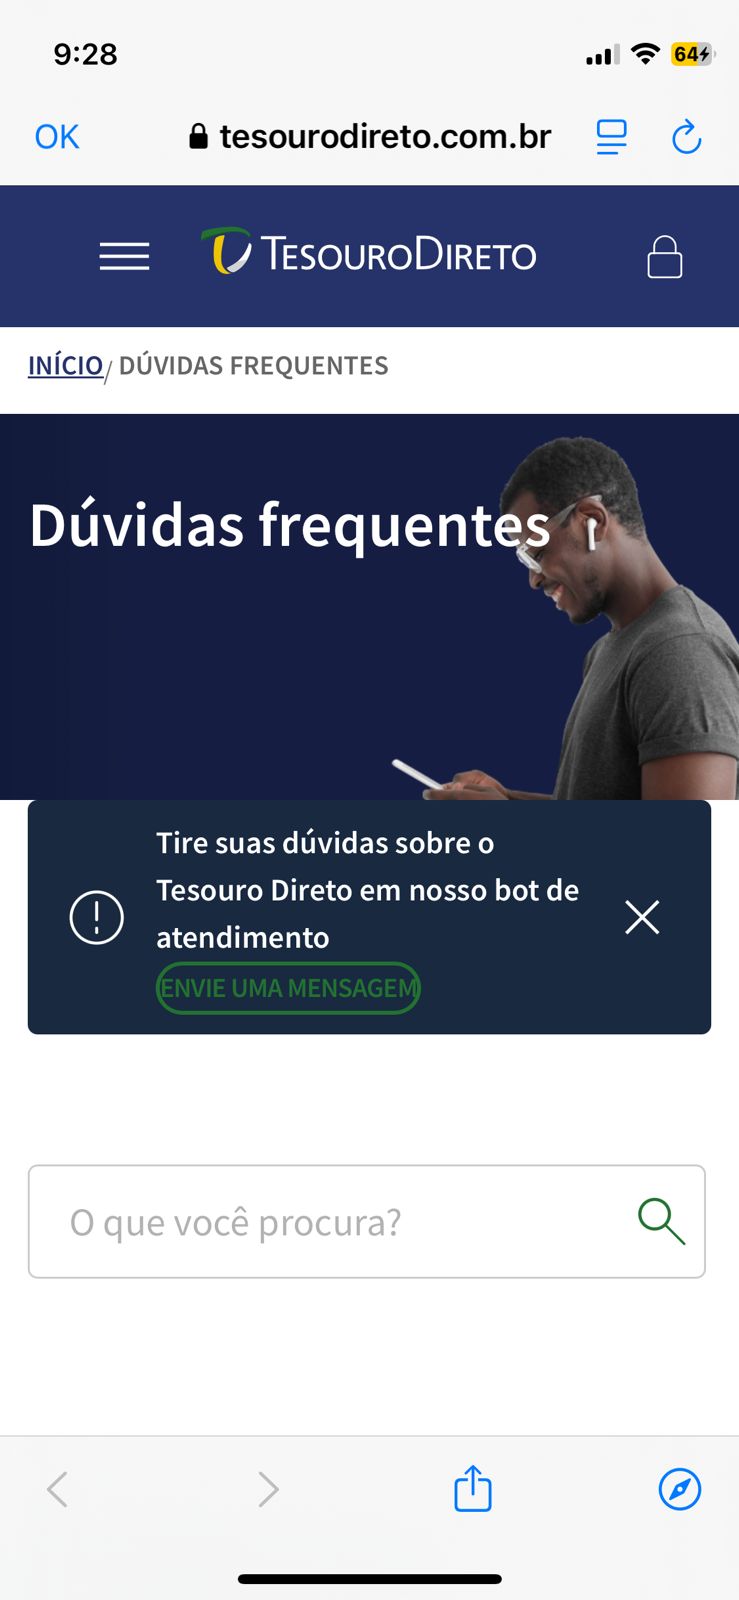 9:28
64
OK
tesourodireto.com.br
TESOURODIRETO
INÍCIO/ DÚVIDAS FREQUENTES
Dúvidas frequentes
Tire suas dúvidas sobre o
Tesouro Direto em nosso bot de
atendimento
ENVIE UMA MENSAGEM
O que você procura?